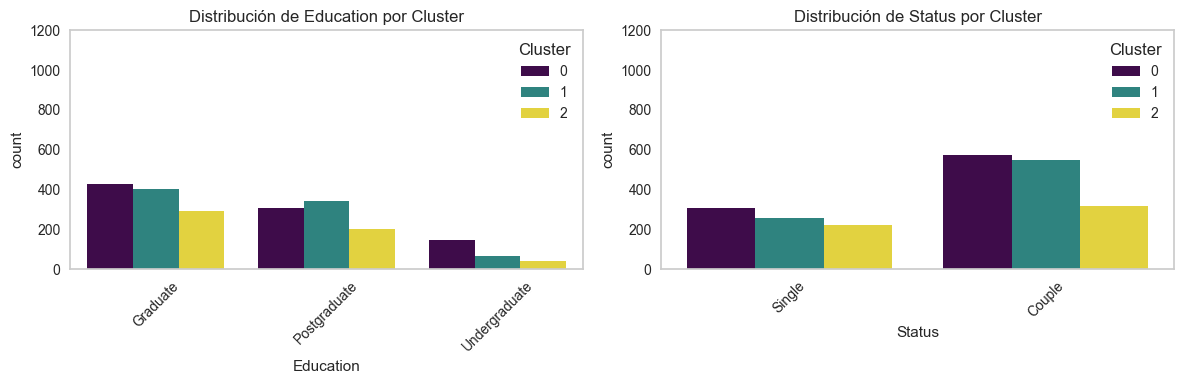 Distribución de Education por Cluster
1200
1000
800
600
400
200
0
count
Cluster
0
1
2
Graduate
Postgraduate
Undergraduate
Education
Distribución de Status por Cluster
1200
1000
800
600
400
200
0
count
Cluster
0
1
2
Single
Couple
Status